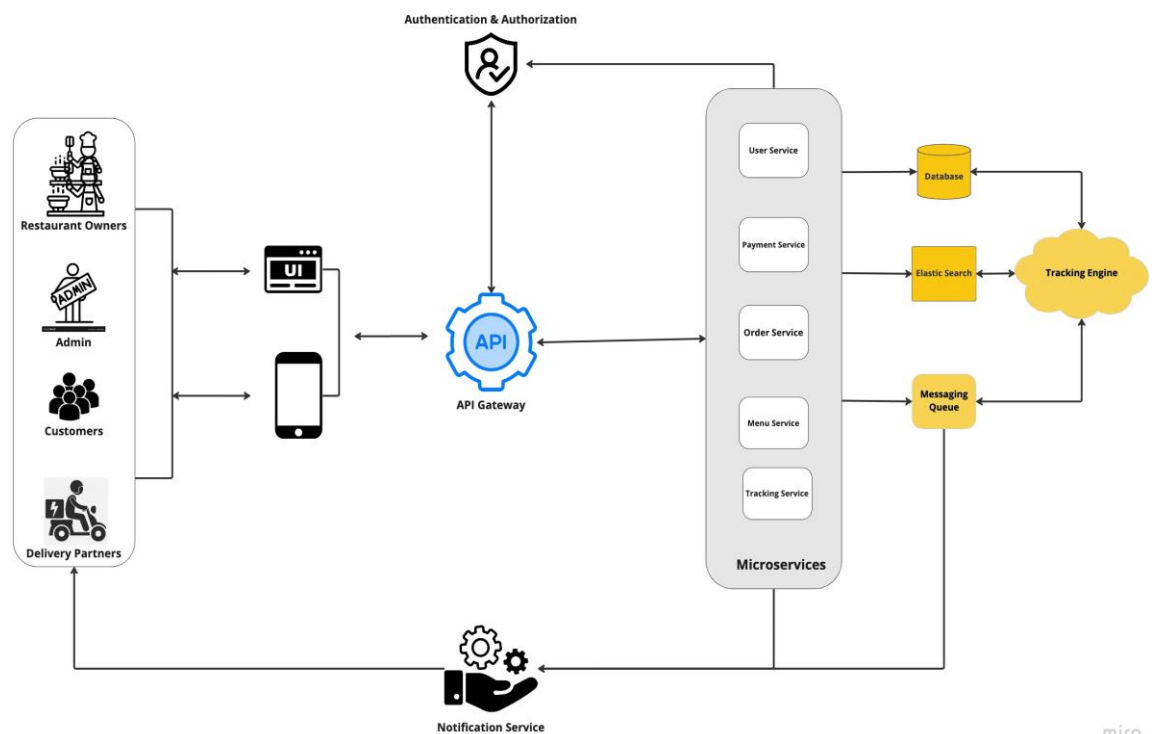 Authentication & Authorization
Restaurant Owners
ADMIN
Admin
Customers
Delivery Partners
UI
API
API Gateway
User Service
Payment Service
Order Service
Menu Service
Tracking Service
Microservices
Database
Elastic Search
Messaging
Queue
Tracking Engine
Notification Service
miro